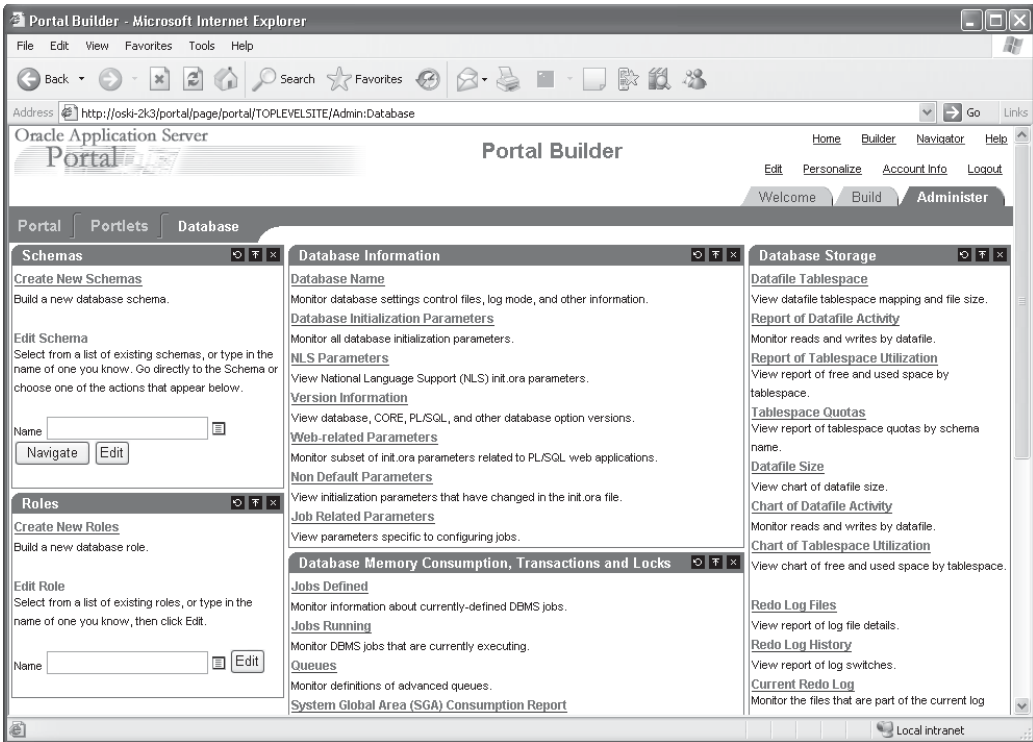 Portal Builder - Microsoft Internet Explorer
File Edit View Favorites Tools Help
Back Search Favorites
Address http://oski-2k3/portal/page/portal/TOPLEVELSITE/Admin:Database Go Links
Oracle Application Server
Portal
Portal Builder
Home Builder Navigator Help
Edit Personalize Account Info Logout
Welcome Build Administer
Portal Portlets Database
Schemas
Create New Schemas
Build a new database schema.
Edit Schema
Select from a list of existing schemas, or type in the
name of one you know. Go directly to the Schema or
choose one of the actions that appear below.
Name
Navigate Edit
Roles
Create New Roles
Build a new database role.
Edit Role
Select from a list of existing roles, or type in the
name of one you know, then click Edit.
Name Edit
Database Information
Database Name
Monitor database settings control files, log mode, and other information.
Database Initialization Parameters
Monitor all database initialization parameters.
NLS Parameters
View National Language Support (NLS) init.ora parameters.
Version Information
View database, CORE, PL/SQL, and other database option versions.
Web-related Parameters
Monitor subset of init.ora parameters related to PL/SQL web applications.
Non Default Parameters
View initialization parameters that have changed in the init.ora file.
Job Related Parameters
View parameters specific to configuring jobs.
Database Memory Consumption, Transactions and Locks
Jobs Defined
Monitor information about currently-defined DBMS jobs.
Jobs Running
Monitor DBMS jobs that are currently executing.
Queues
Monitor definitions of advanced queues.
System Global Area (SGA) Consumption Report
Database Storage
Datafile Tablespace
View datafile tablespace mapping and file size.
Report of Datafile Activity
Monitor reads and writes by datafile.
Report of Tablespace Utilization
View report of free and used space by
tablespace.
Tablespace Quotas
View report of tablespace quotas by schema
name.
Datafile Size
View chart of datafile size.
Chart of Datafile Activity
Monitor reads and writes by datafile.
Chart of Tablespace Utilization
View chart of free and used space by tablespace.
Redo Log Files
View report of log file details.
Redo Log History
View report of log switches.
Current Redo Log
Monitor the files that are part of the current log
Local intranet